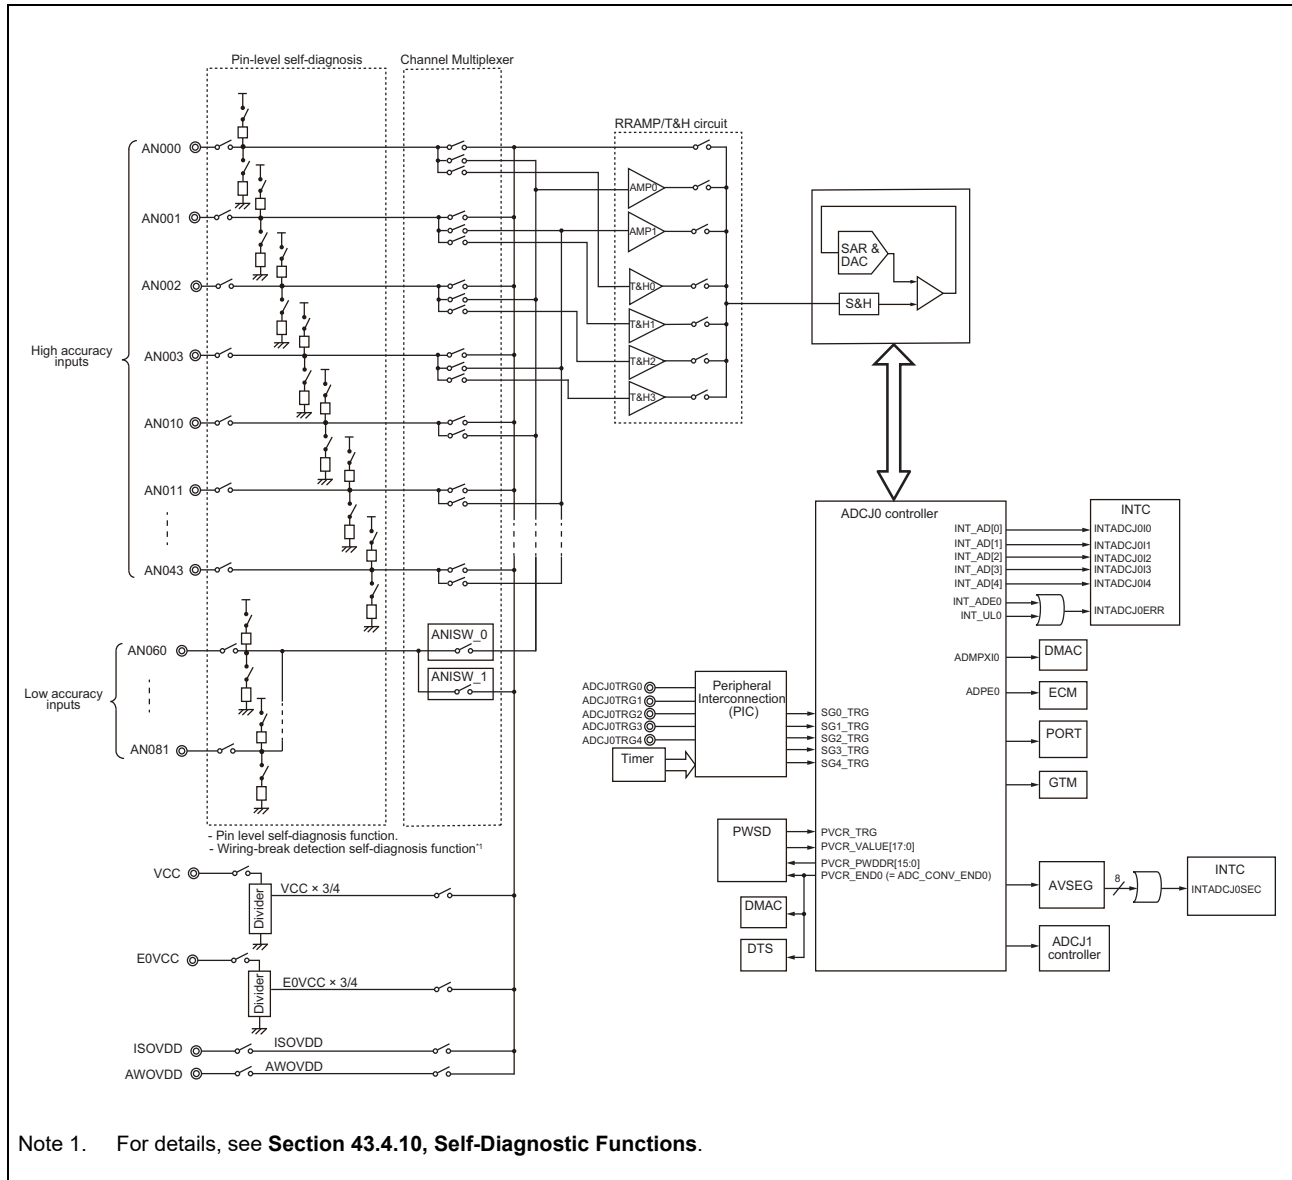 Pin-level self-diagnosis
Channel Multiplexer
RRAMP/T&H circuit
High accuracy
inputs
AN000
AN001
AN002
AN003
AN010
AN011
AN043
Low accuracy
inputs
AN060
AN081
ANISW_0
ANISW_1
AMP0
AMP1
T&H0
T&H1
T&H2
T&H3
SAR &
DAC
S&H
- Pin level self-diagnosis function.
- Wiring-break detection self-diagnosis function*1
VCC
Divider
VCC × 3/4
E0VCC
Divider
E0VCC × 3/4
ISOVDD
ISOVDD
AWOVDD
AWOVDD
ADCJ0 controller
INT_AD[0]
INT_AD[1]
INT_AD[2]
INT_AD[3]
INT_AD[4]
INT_ADE0
INT_UL0
ADMPXI0
ADPE0
INTC
INTADCJ0I0
INTADCJ0I1
INTADCJ0I2
INTADCJ0I3
INTADCJ0I4
INTADCJ0ERR
DMAC
ECM
PORT
GTM
ADCJ0TRG0
ADCJ0TRG1
ADCJ0TRG2
ADCJ0TRG3
ADCJ0TRG4
Timer
Peripheral
Interconnection
(PIC)
SG0_TRG
SG1_TRG
SG2_TRG
SG3_TRG
SG4_TRG
PWSD
PVCR_TRG
PVCR_VALUE[17:0]
PVCR_PWDDR[15:0]
PVCR_END0 (= ADC_CONV_END0)
DMAC
DTS
AVSEG
8
INTC
INTADCJ0SEC
ADCJ1
controller
Note 1. For details, see Section 43.4.10, Self-Diagnostic Functions.